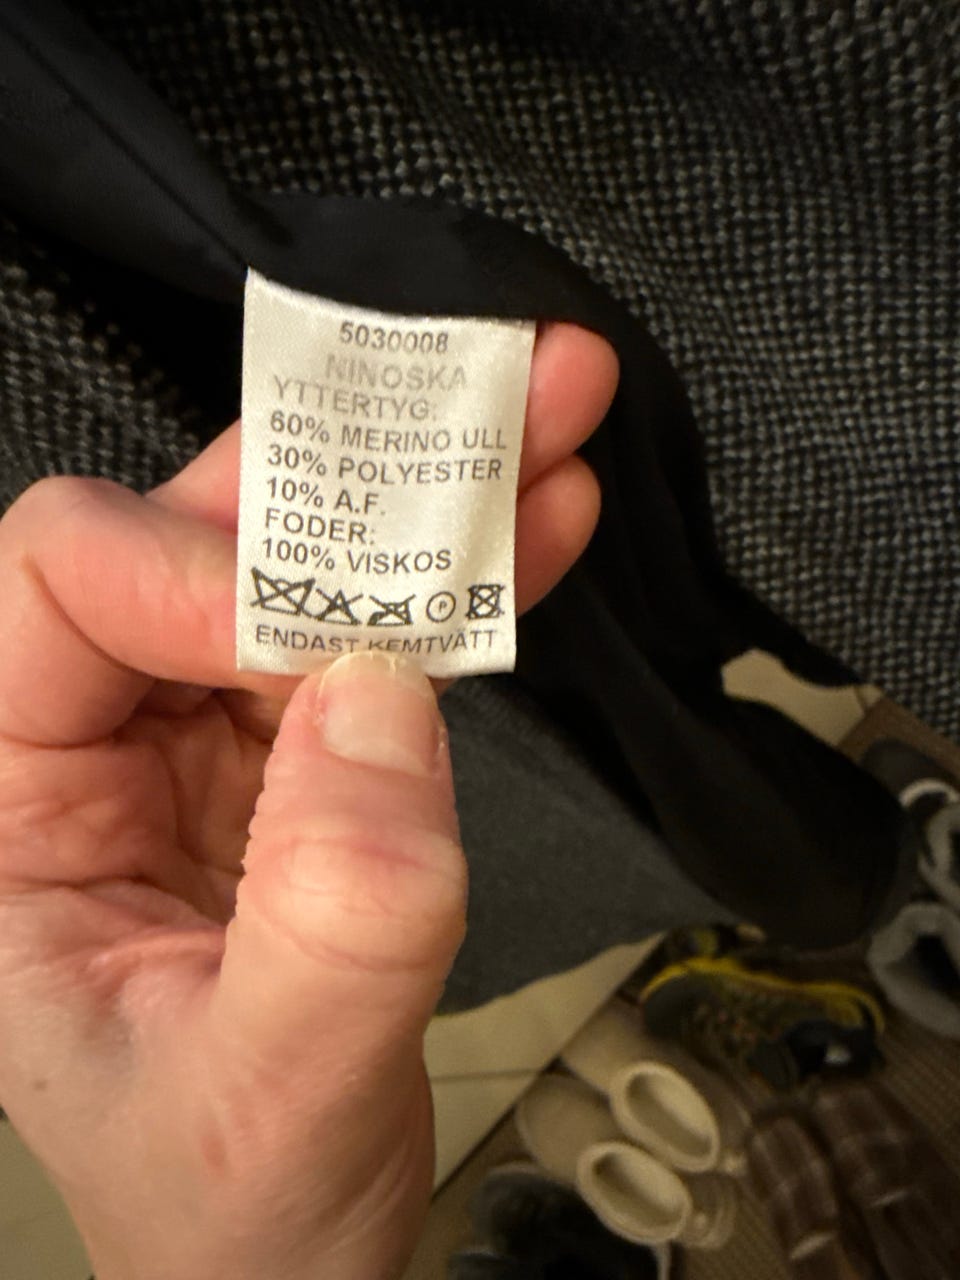 5030008
NINOSKA
YTTERTYG:
60% MERINO ULL
30% POLYESTER
10% A.F.
FODER:
100% VISKOS
P
ENDAST KEMTVÄTT